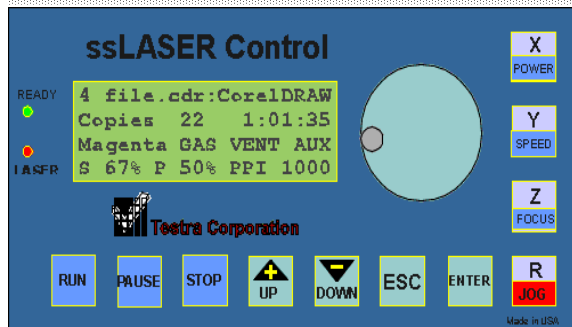 ssLASER Control
READY
LASER
4 file.cdr:CorelDRAW
Copies 22 1:01:35
Magenta GAS VENT AUX
S 67% P 50% PPI 1000
Testra Corporation
X
POWER
Y
SPEED
Z
FOCUS
R
JOG
RUN
PAUSE
STOP
+
UP
-
DOWN
ESC
ENTER
Made in USA